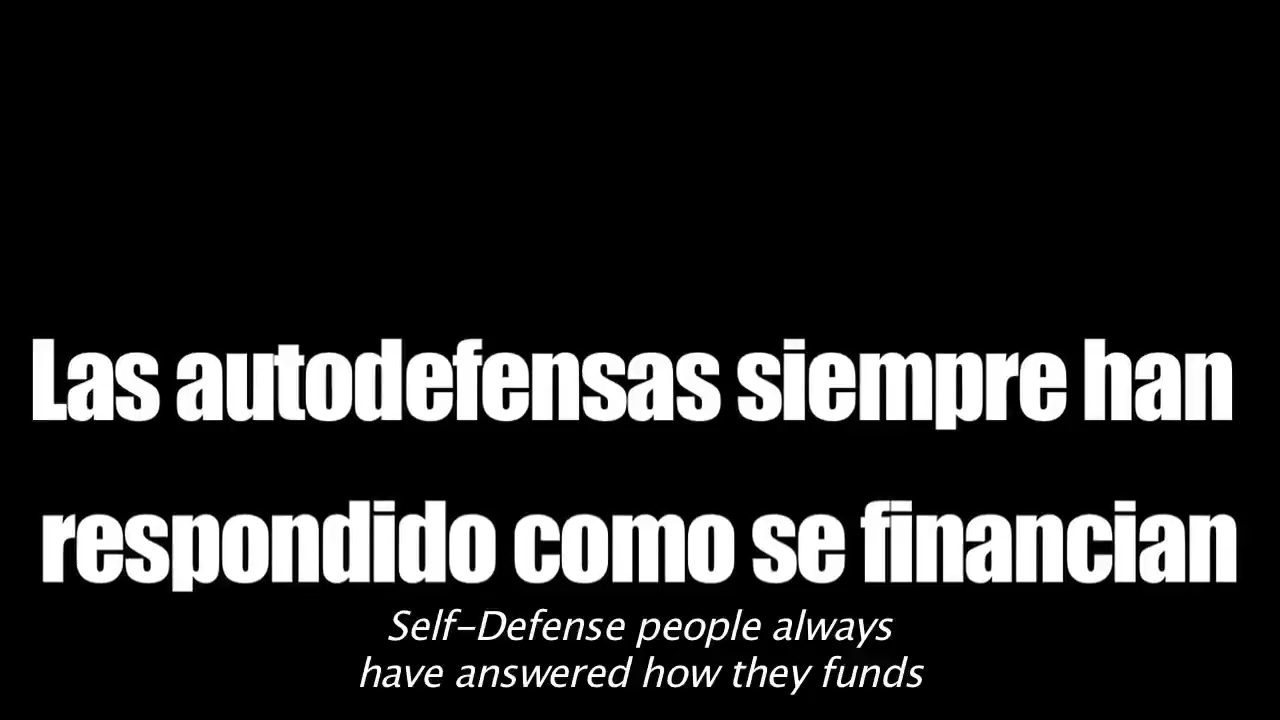 Las autodefensas siempre han
respondido como se financian
Self-Defense people always
have answered how they funds